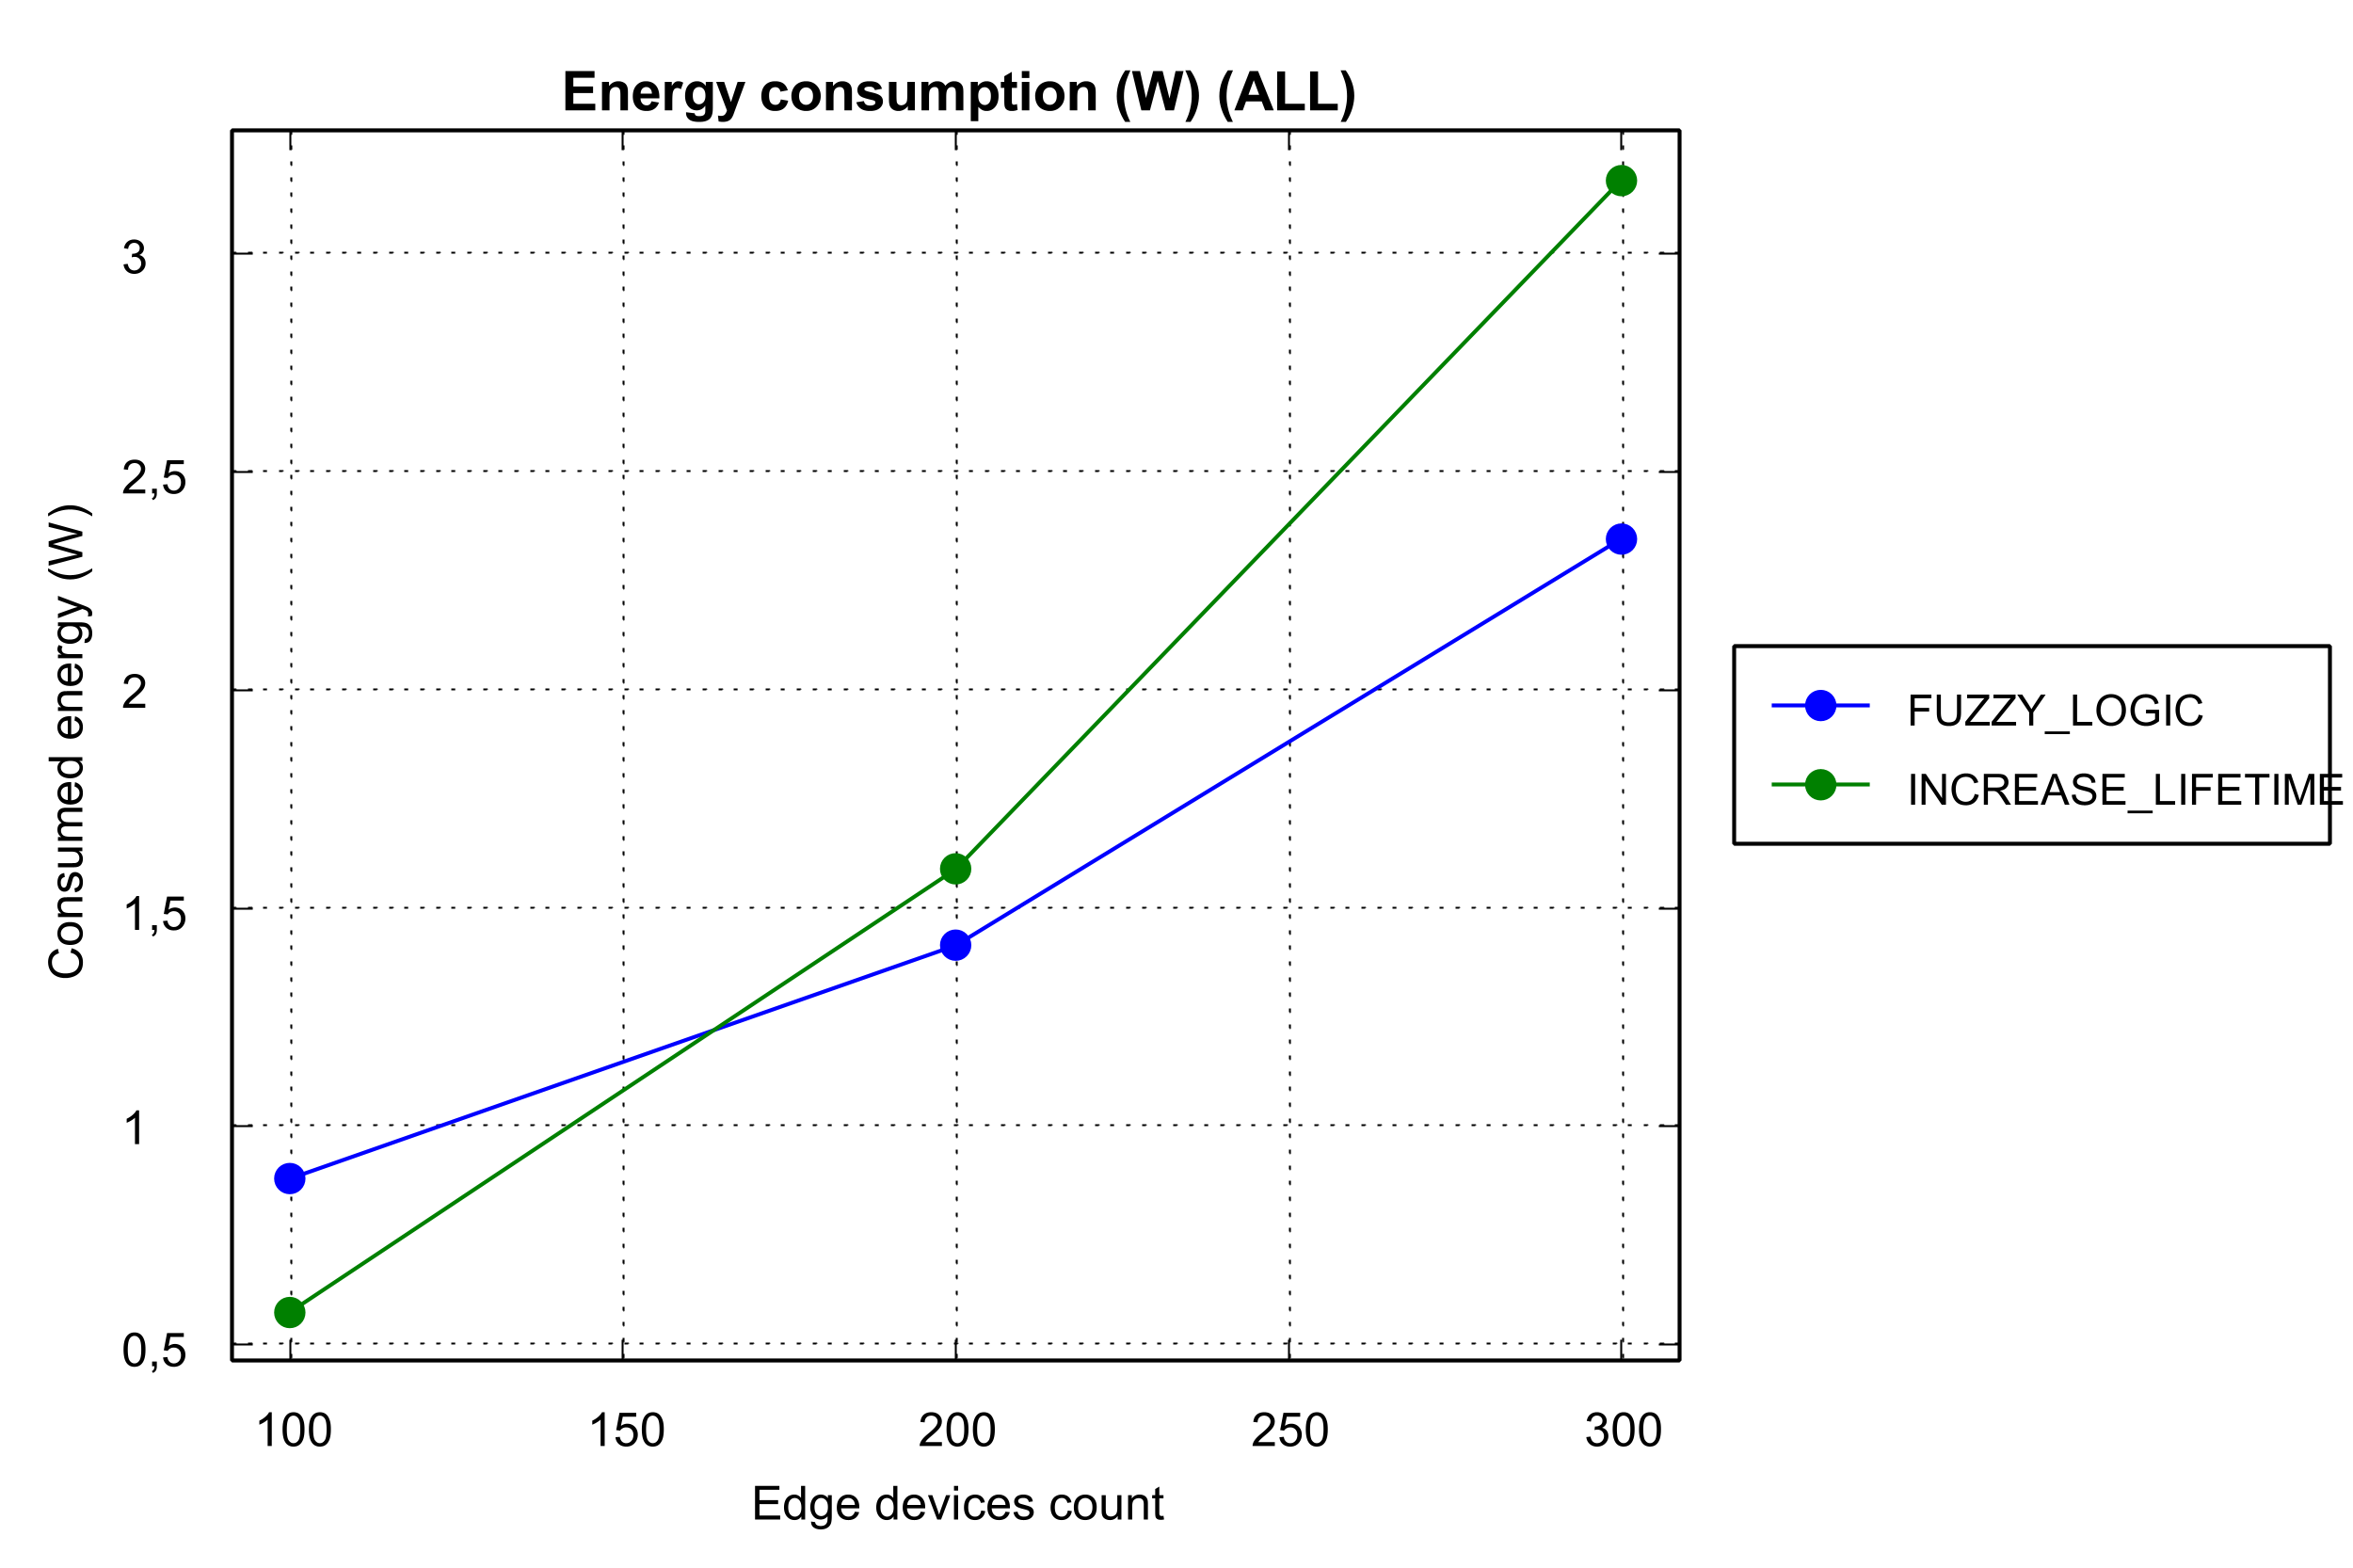 Energy consumption (W) (ALL)
Consumed energy (W)
3
2,5
2
1,5
1
0,5
100 150 200 250 300
Edge devices count
FUZZY_LOGIC
INCREASE_LIFETIME